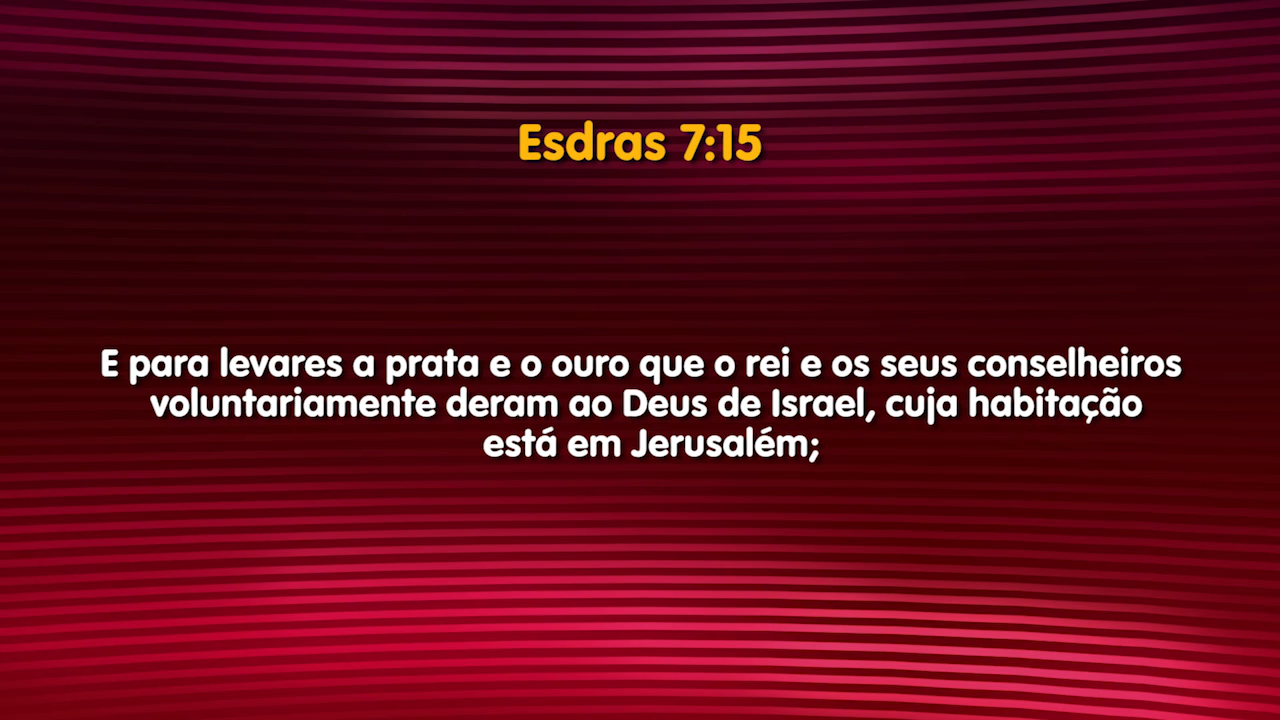 Esdras 7:15
E para levares a prata e o ouro que o rei e os seus conselheiros
voluntariamente deram ao Deus de Israel, cuja habitação
está em Jerusalém;